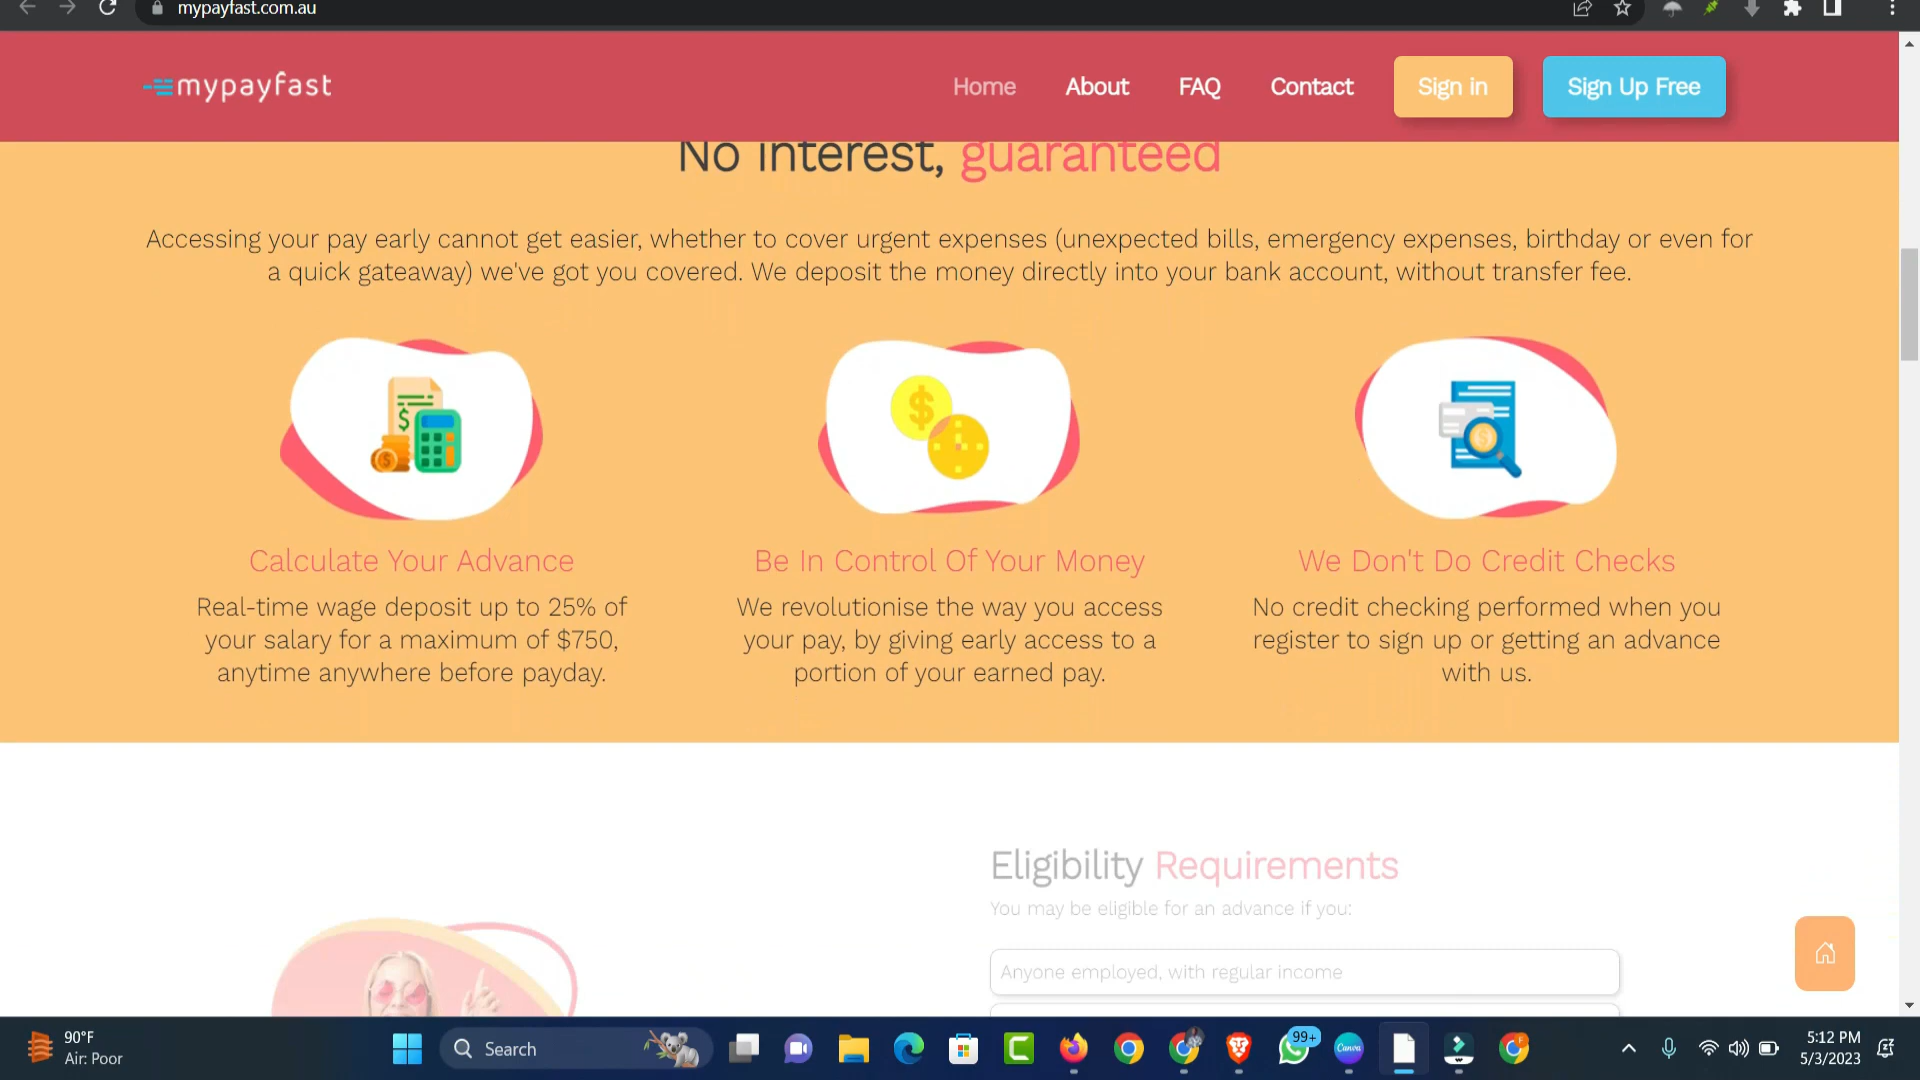 mypayfast.com.au
mypayfast
Home
About
FAQ
Contact
Sign in
Sign Up Free
No interest, guaranteed
Accessing your pay early cannot get easier, whether to cover urgent expenses (unexpected bills, emergency expenses, birthday or even for
a quick gateaway) we've got you covered. We deposit the money directly into your bank account, without transfer fee.
Calculate Your Advance
Real-time wage deposit up to 25% of
your salary for a maximum of $750,
anytime anywhere before payday.
Be In Control Of Your Money
We revolutionise the way you access
your pay, by giving early access to a
portion of your earned pay.
We Don't Do Credit Checks
No credit checking performed when you
register to sign up or getting an advance
with us.
Eligibility Requirements
You may be eligible for an advance if you:
Anyone employed, with regular income
90°F
Air: Poor
Search
99+
Canva
5:12 PM
5/3/2023